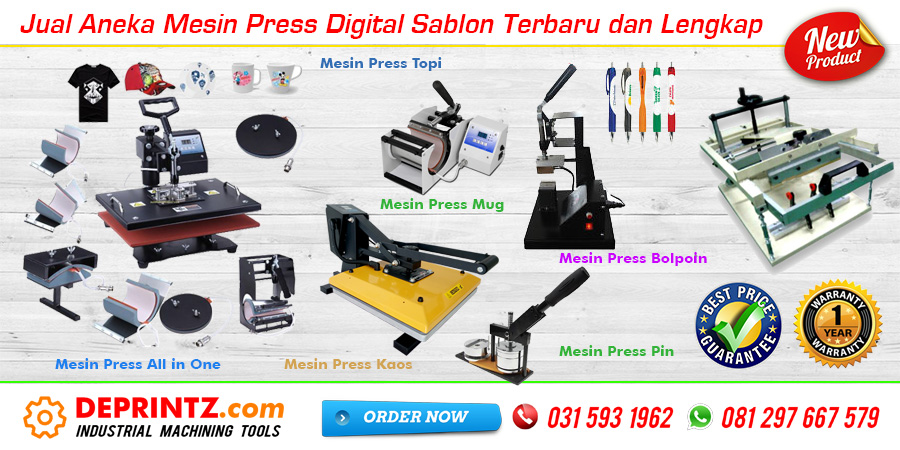 Jual Aneka Mesin Press Digital Sablon Terbaru dan Lengkap
New
Product
Mesin Press Topi
Mesin Press Mug
Mesin Press Bolpoin
Mesin Press All in One
Mesin Press Kaos
Mesin Press Pin
BEST PRICE
GUARANTEE
WARRANTY
1
YEAR
WARRANTY
DEPRINTZ.com
INDUSTRIAL MACHINING TOOLS
ORDER NOW
031 593 1962
081 297 667 579